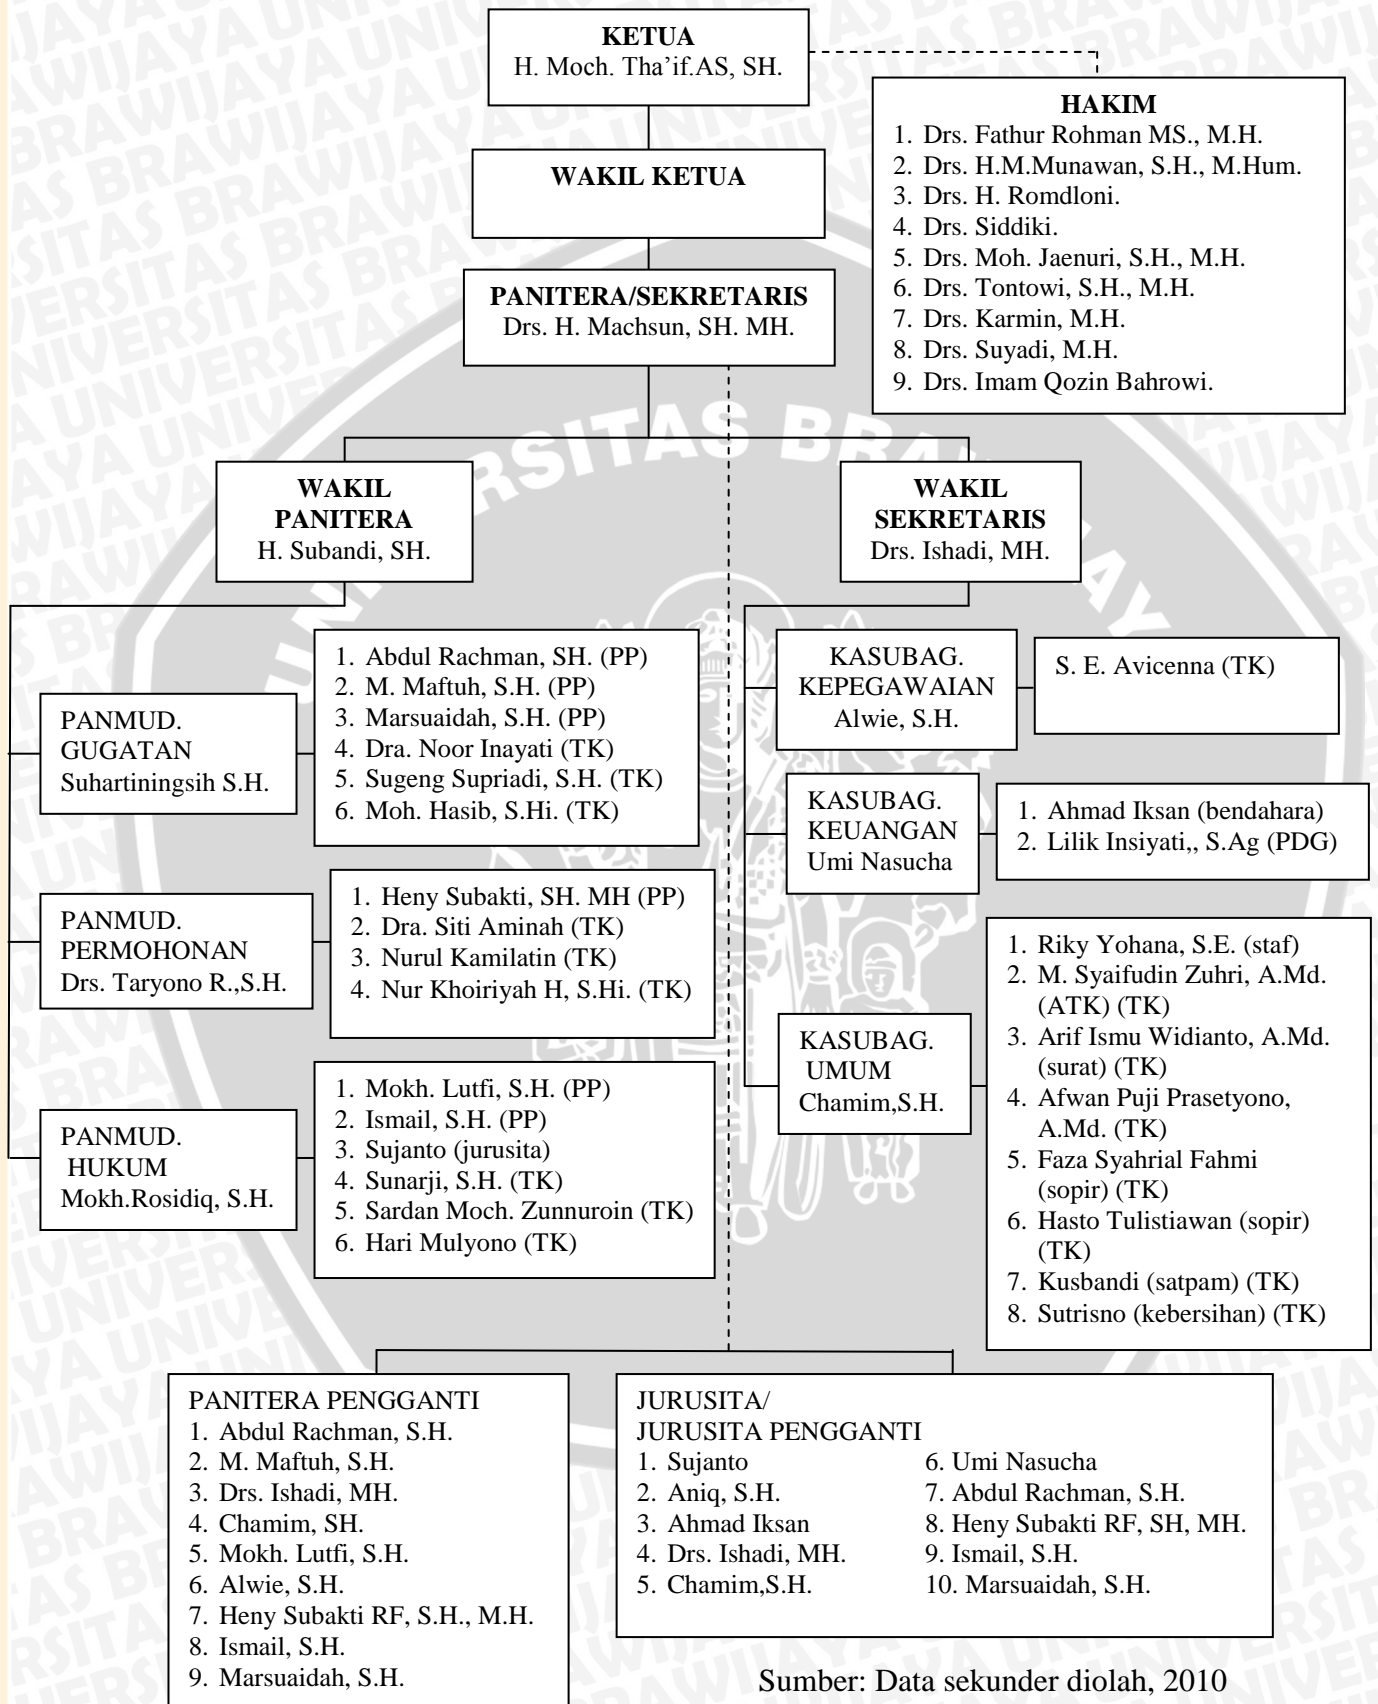 KETUA
H. Moch. Tha'if.AS, SH.
HAKIM
1. Drs. Fathur Rohman MS., M.H.
2. Drs. H.M.Munawan, S.H., M.Hum.
3. Drs. H. Romdloni.
4. Drs. Siddiki.
5. Drs. Moh. Jaenuri, S.H., M.H.
6. Drs. Tontowi, S.H., M.H.
7. Drs. Karmin, M.H.
8. Drs. Suyadi, M.H.
9. Drs. Imam Qozin Bahrowi.
WAKIL KETUA
PANITERA/SEKRETARIS
Drs. H. Machsun, SH. MH.
WAKIL
PANITERA
H. Subandi, SH.
WAKIL
SEKRETARIS
Drs. Ishadi, MH.
PANMUD.
GUGATAN
Suhartiningsih S.H.
1. Abdul Rachman, SH. (PP)
2. M. Maftuh, S.H. (PP)
3. Marsuaidah, S.H. (PP)
4. Dra. Noor Inayati (TK)
5. Sugeng Supriadi, S.H. (TK)
6. Moh. Hasib, S.Hi. (TK)
PANMUD.
PERMOHONAN
Drs. Taryono R.,S.H.
1. Heny Subakti, SH. MH (PP)
2. Dra. Siti Aminah (TK)
3. Nurul Kamilatin (TK)
4. Nur Khoiriyah H, S.Hi. (TK)
PANMUD.
HUKUM
Mokh.Rosidiq, S.H.
1. Mokh. Lutfi, S.H. (PP)
2. Ismail, S.H. (PP)
3. Sujanto (jurusita)
4. Sunarji, S.H. (TK)
5. Sardan Moch. Zunnuroin (TK)
6. Hari Mulyono (TK)
KASUBAG.
KEPEGAWAIAN
Alwie, S.H.
S. E. Avicenna (TK)
KASUBAG.
KEUANGAN
Umi Nasucha
1. Ahmad Iksan (bendahara)
2. Lilik Insiyati,, S.Ag (PDG)
KASUBAG.
UMUM
Chamim,S.H.
1. Riky Yohana, S.E. (staf)
2. M. Syaifudin Zuhri, A.Md.
(ATK) (TK)
3. Arif Ismu Widianto, A.Md.
(surat) (TK)
4. Afwan Puji Prasetyono,
A.Md. (TK)
5. Faza Syahrial Fahmi
(sopir) (TK)
6. Hasto Tulistiawan (sopir)
(TK)
7. Kusbandi (satpam) (TK)
8. Sutrisno (kebersihan) (TK)
PANITERA PENGGANTI
1. Abdul Rachman, S.H.
2. M. Maftuh, S.H.
3. Drs. Ishadi, MH.
4. Chamim, SH.
5. Mokh. Lutfi, S.H.
6. Alwie, S.H.
7. Heny Subakti RF, S.H., M.H.
8. Ismail, S.H.
9. Marsuaidah, S.H.
JURUSITA/
JURUSITA PENGGANTI
1. Sujanto
2. Aniq, S.H.
3. Ahmad Iksan
4. Drs. Ishadi, MH.
5. Chamim,S.H.
6. Umi Nasucha
7. Abdul Rachman, S.H.
8. Heny Subakti RF, SH, MH.
9. Ismail, S.H.
10. Marsuaidah, S.H.
Sumber: Data sekunder diolah, 2010